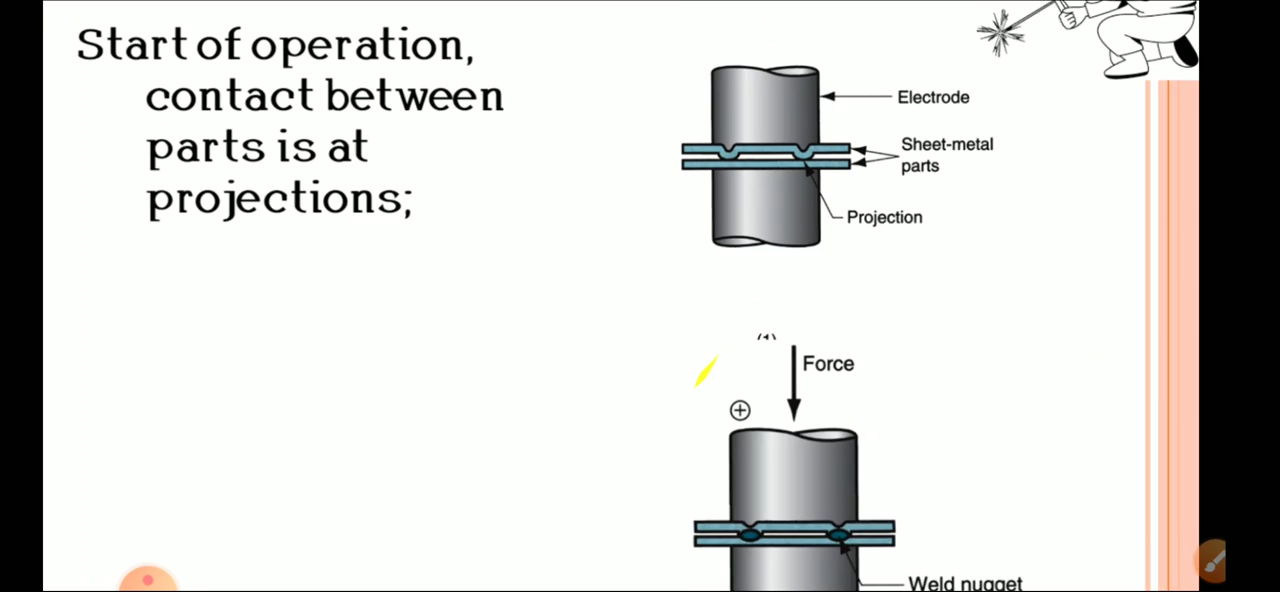 Start of operation,
contact between
parts is at
projections;
Electrode
Sheet-metal
parts
Projection
Force
Weld nugget